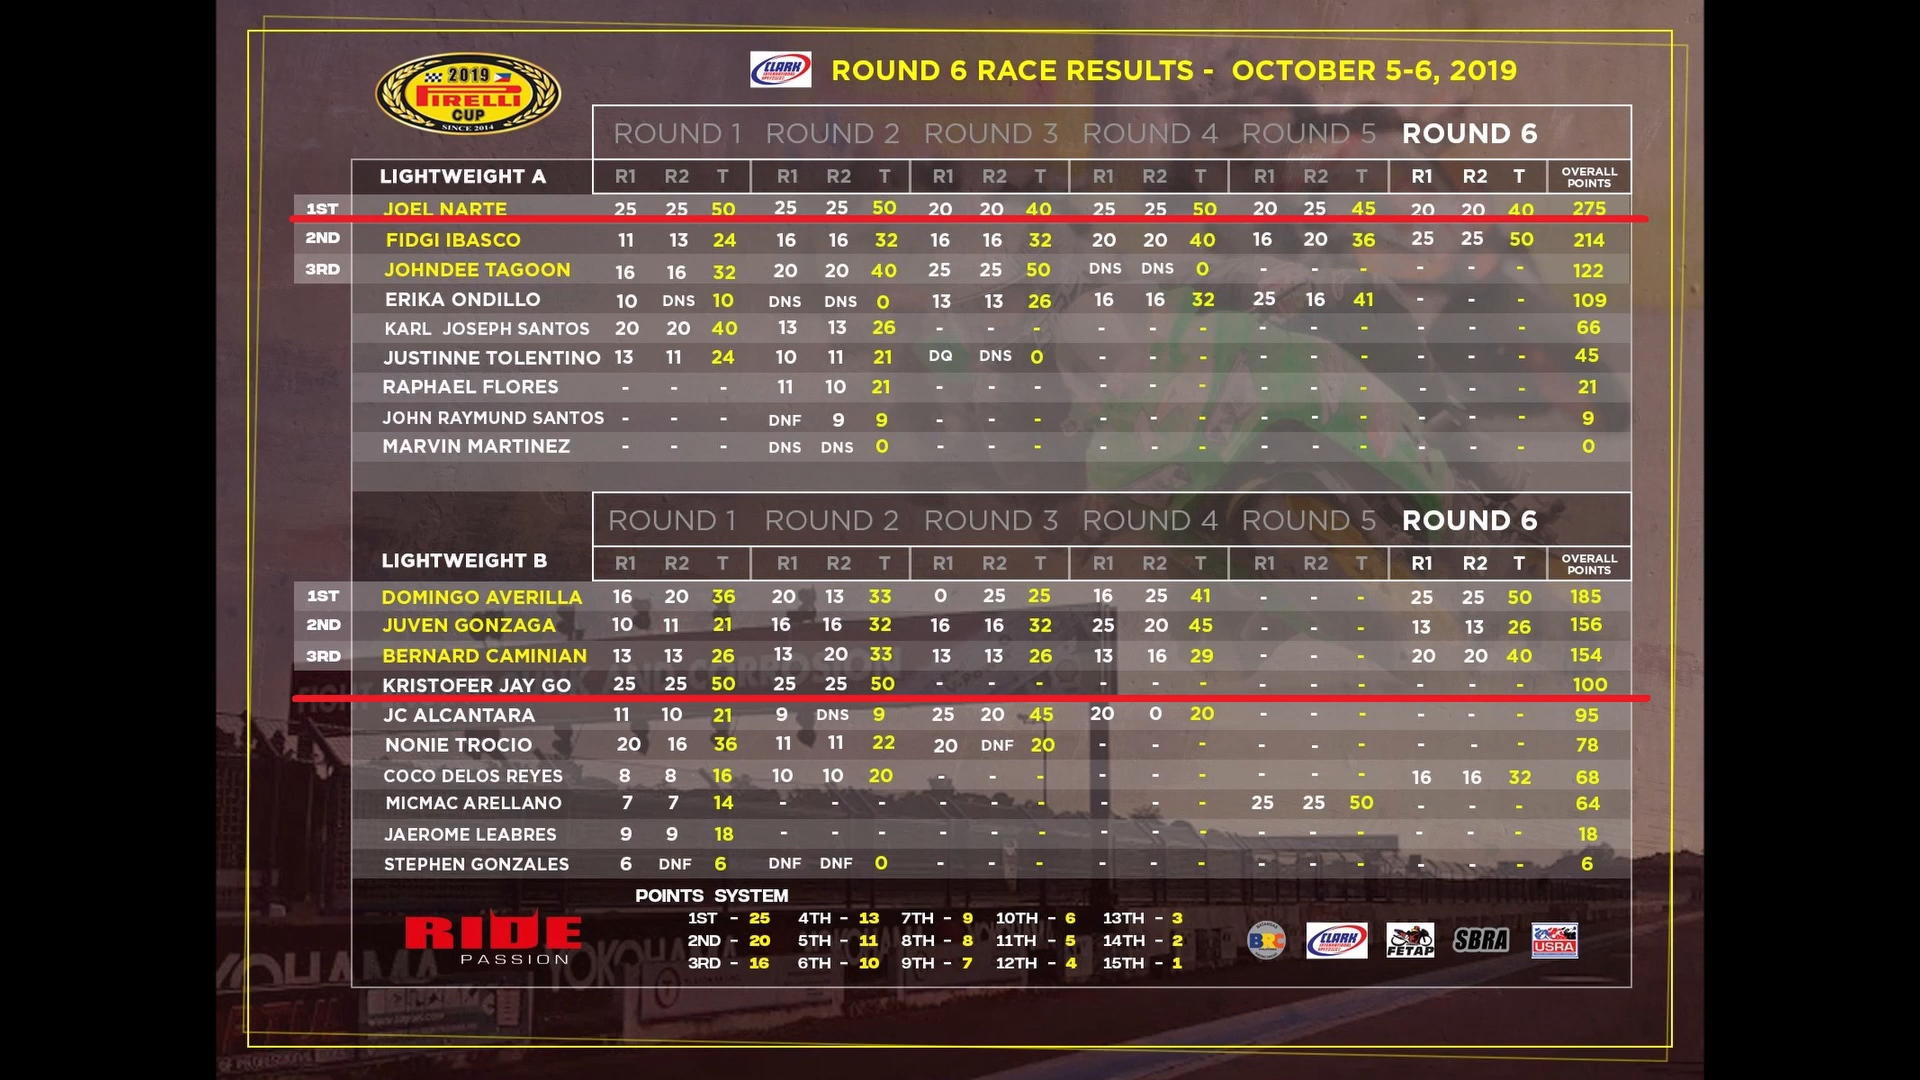 2019
PIRELLI
CUP
SINCE 2014
CLARK
INTERNATIONAL
SPEEDWAY
ROUND 6 RACE RESULTS - OCTOBER 5-6, 2019
ROUND 1 ROUND 2 ROUND 3 ROUND 4 ROUND 5 ROUND 6
LIGHTWEIGHT A R1 R2 T R1 R2 T R1 R2 T R1 R2 T R1 R2 T R1 R2 T OVERALL POINTS
1ST JOEL NARTE 25 25 50 25 25 50 20 20 40 25 25 50 20 25 45 20 20 40 275
2ND FIDGI IBASCO 11 13 24 16 16 32 16 16 32 20 20 40 16 20 36 25 25 50 214
3RD JOHNDEE TAGOON 16 16 32 20 20 40 25 25 50 DNS DNS 0 - - - - - - 122
ERIKA ONDILLO 10 DNS 10 DNS DNS 0 13 13 26 16 16 32 25 16 41 - - - 109
KARL JOSEPH SANTOS 20 20 40 13 13 26 - - - - - - - - - - - - 66
JUSTINNE TOLENTINO 13 11 24 10 11 21 DQ DNS 0 - - - - - - - - - 45
RAPHAEL FLORES - - - 11 10 21 - - - - - - - - - - - - 21
JOHN RAYMUND SANTOS - - - DNF 9 9 - - - - - - - - - - - - 9
MARVIN MARTINEZ - - - DNS DNS 0 - - - - - - - - - - - - 0
ROUND 1 ROUND 2 ROUND 3 ROUND 4 ROUND 5 ROUND 6
LIGHTWEIGHT B R1 R2 T R1 R2 T R1 R2 T R1 R2 T R1 R2 T R1 R2 T OVERALL POINTS
1ST DOMINGO AVERILLA 16 20 36 20 13 33 0 25 25 16 25 41 - - - 25 25 50 185
2ND JUVEN GONZAGA 10 11 21 16 16 32 16 16 32 25 20 45 - - - 13 13 26 156
3RD BERNARD CAMINIAN 13 13 26 13 20 33 13 13 26 13 16 29 - - - 20 20 40 154
KRISTOFER JAY GO 25 25 50 25 25 50 - - - - - - - - - - - - 100
JC ALCANTARA 11 10 21 9 DNS 9 25 20 45 20 0 20 - - - - - - 95
NONIE TROCIO 20 16 36 11 11 22 20 DNF 20 - - - - - - - - - 78
COCO DELOS REYES 8 8 16 10 10 20 - - - - - - - - - 16 16 32 68
MICMAC ARELLANO 7 7 14 - - - - - - - - - 25 25 50 - - - 64
JAEROME LEABRES 9 9 18 - - - - - - - - - - - - - - - 18
STEPHEN GONZALES 6 DNF 6 DNF DNF 0 - - - - - - - - - - - - 6
POINTS SYSTEM
1ST - 25 4TH - 13 7TH - 9 10TH - 6 13TH - 3
2ND - 20 5TH - 11 8TH - 8 11TH - 5 14TH - 2
3RD - 16 6TH - 10 9TH - 7 12TH - 4 15TH - 1
RIDE
PASSION
BRC
CLARK
INTERNATIONAL
SPEEDWAY
FETAP
SBRA
USRA